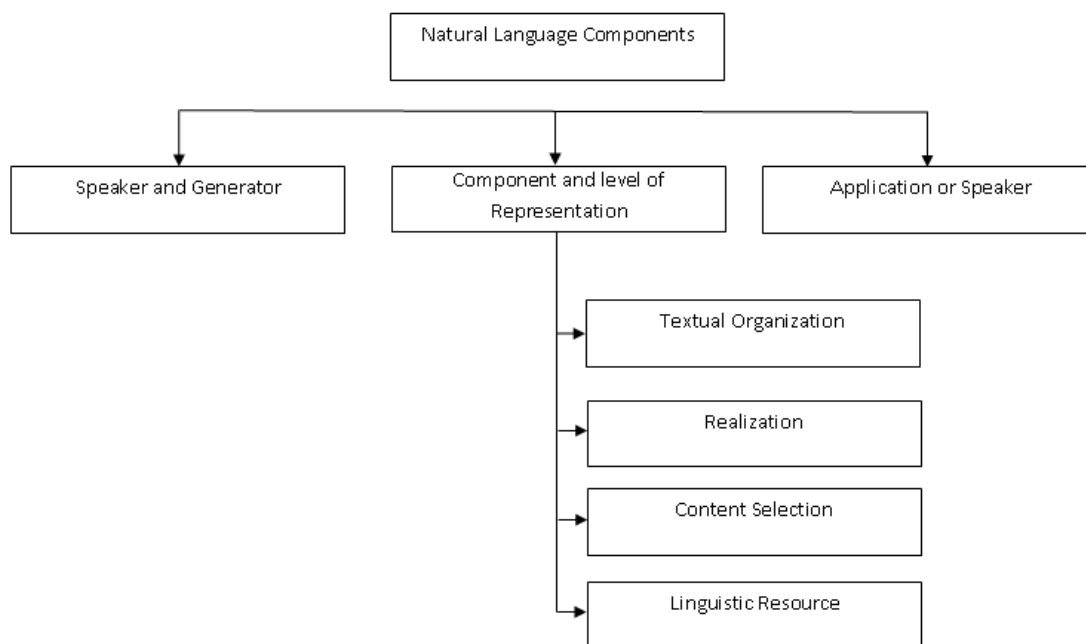 Natural Language Components
Speaker and Generator
Component and level of
Representation
Application or Speaker
Textual Organization
Realization
Content Selection
Linguistic Resource